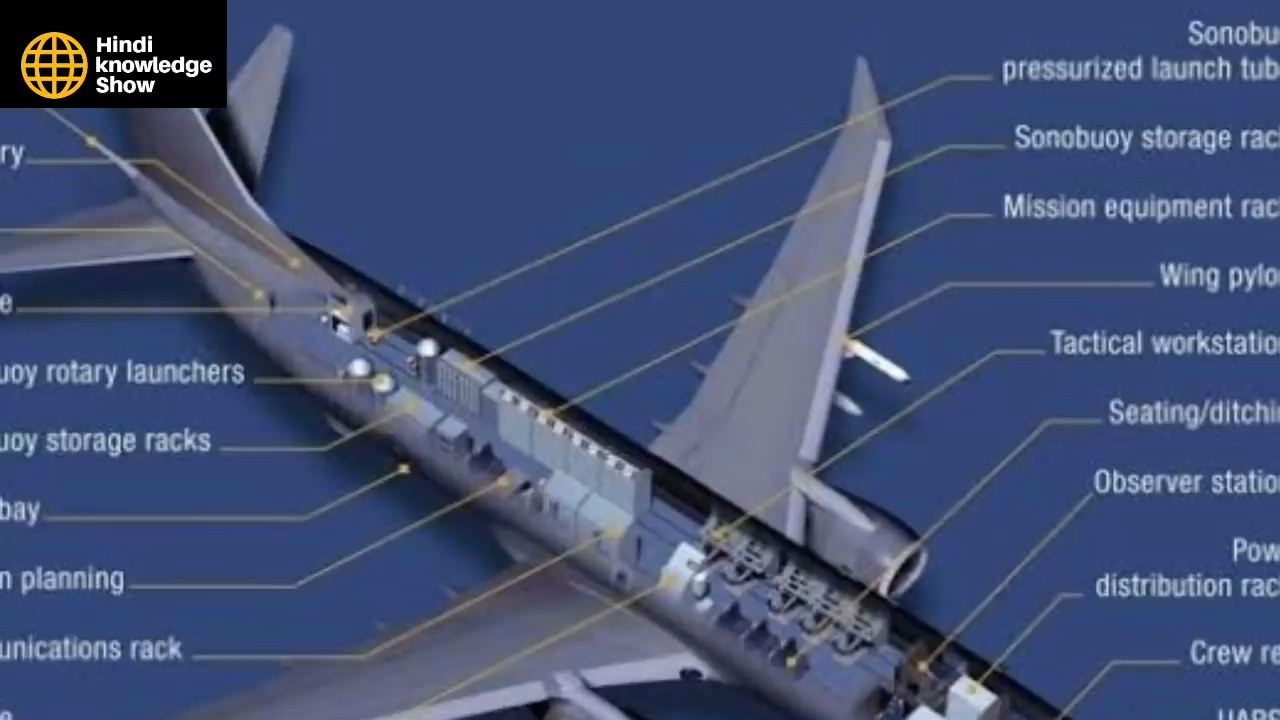 Hindi
knowledge
Show
Sonobu
pressurized launch tub
Sonobuoy storage rac
Mission equipment rac
Wing pylo
Tactical workstatio
Seating/ditchi
Observer statio
Pow
distribution rac
Crew re
ry
e
uoy rotary launchers
uoy storage racks
bay
n planning
unications rack